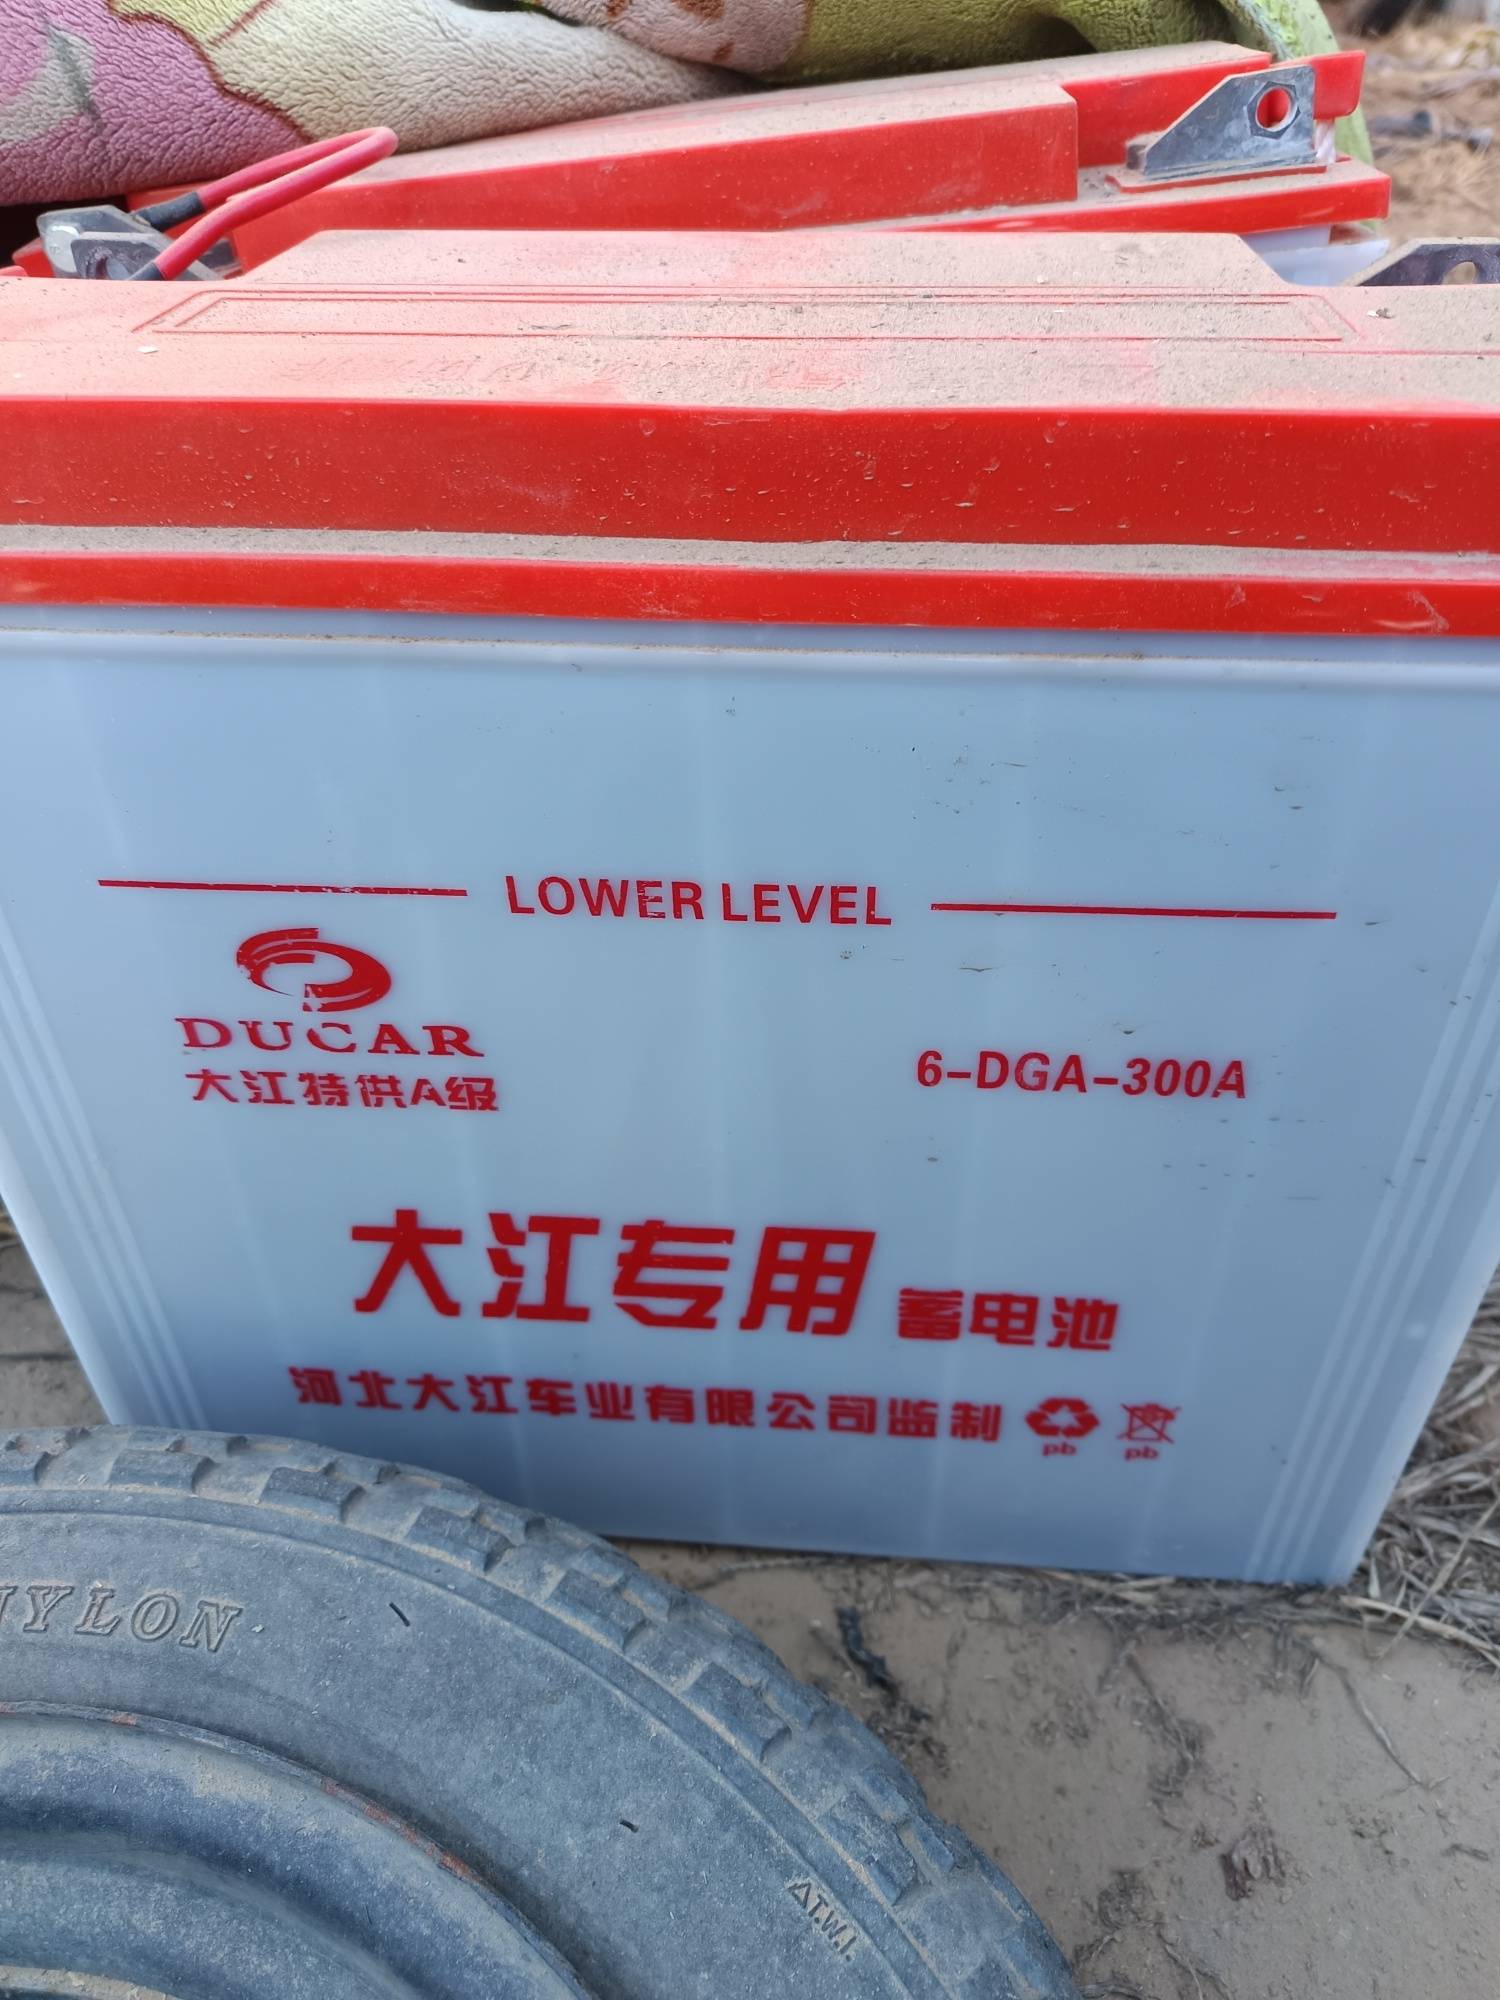 LOWER LEVEL
DUCAR
大江特供A级
6-DGA-300A
大江专用 蓄电池
河北大江车业有限公司监制
pb pb
NYLON
△T.W.I.